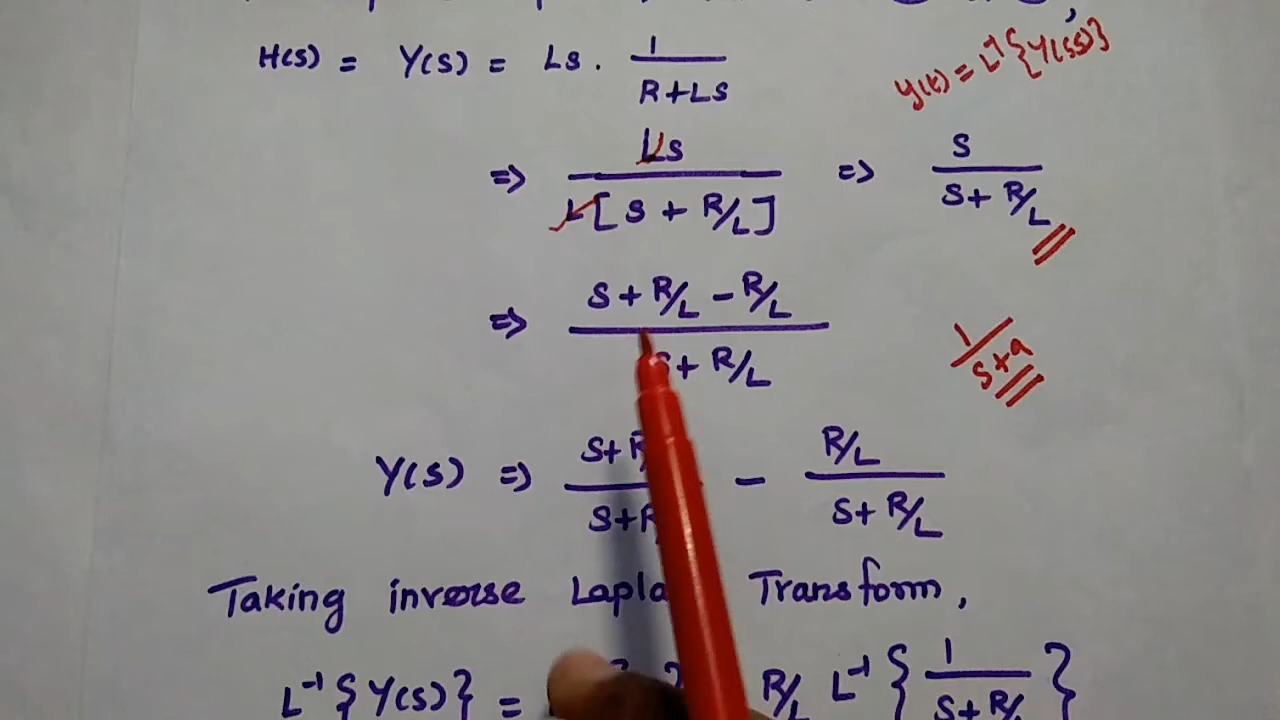 H(s) = Y(s) = Ls . 1/R+LS
y(t) = L⁻¹{Y(s)}
=> Ls/L[S + R/L] => S/S+ R/L
=> S + R/L - R/L/S+ R/L
1/s+a
Y(s) => S+R/S+R - R/L/S+ R/L
Taking inverse Transform,
L⁻¹{Y(s)} = R/L L⁻¹{1/S+ R/}